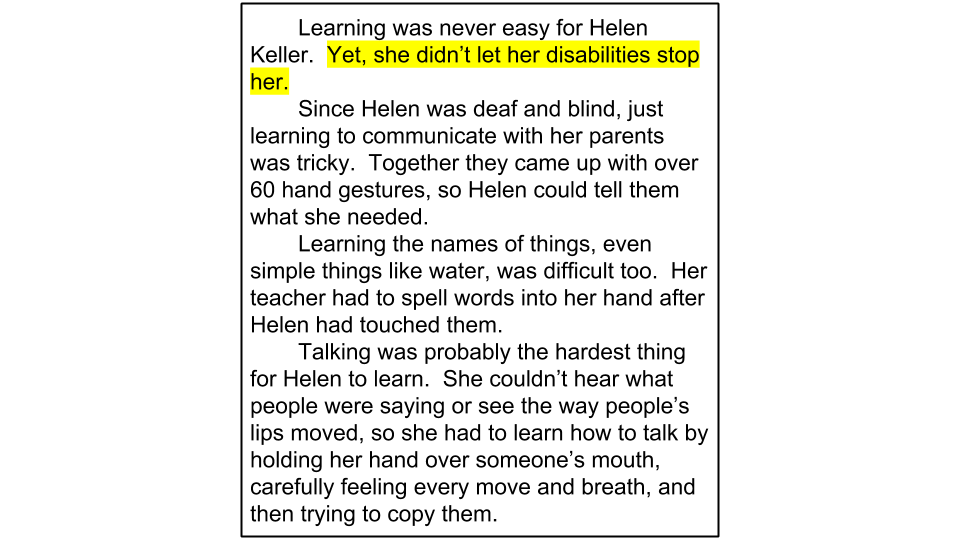 Learning was never easy for Helen
Keller.  Yet, she didn’t let her disabilities stop
her.
Since Helen was deaf and blind, just
learning to communicate with her parents
was tricky.  Together they came up with over
60 hand gestures, so Helen could tell them
what she needed.
Learning the names of things, even
simple things like water, was difficult too.  Her
teacher had to spell words into her hand after
Helen had touched them.
Talking was probably the hardest thing
for Helen to learn.  She couldn’t hear what
people were saying or see the way people’s
lips moved, so she had to learn how to talk by
holding her hand over someone’s mouth,
carefully feeling every move and breath, and
then trying to copy them.